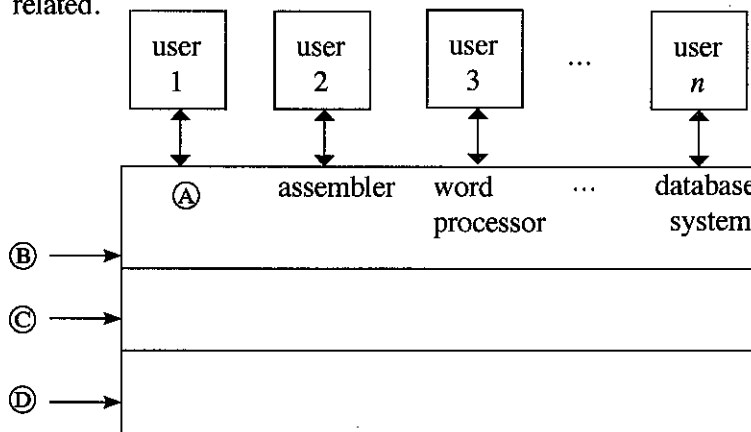 related.
user user user ... user
1 2 3 n
Ⓐ assembler word ... database
processor system
Ⓑ
Ⓒ
Ⓓ